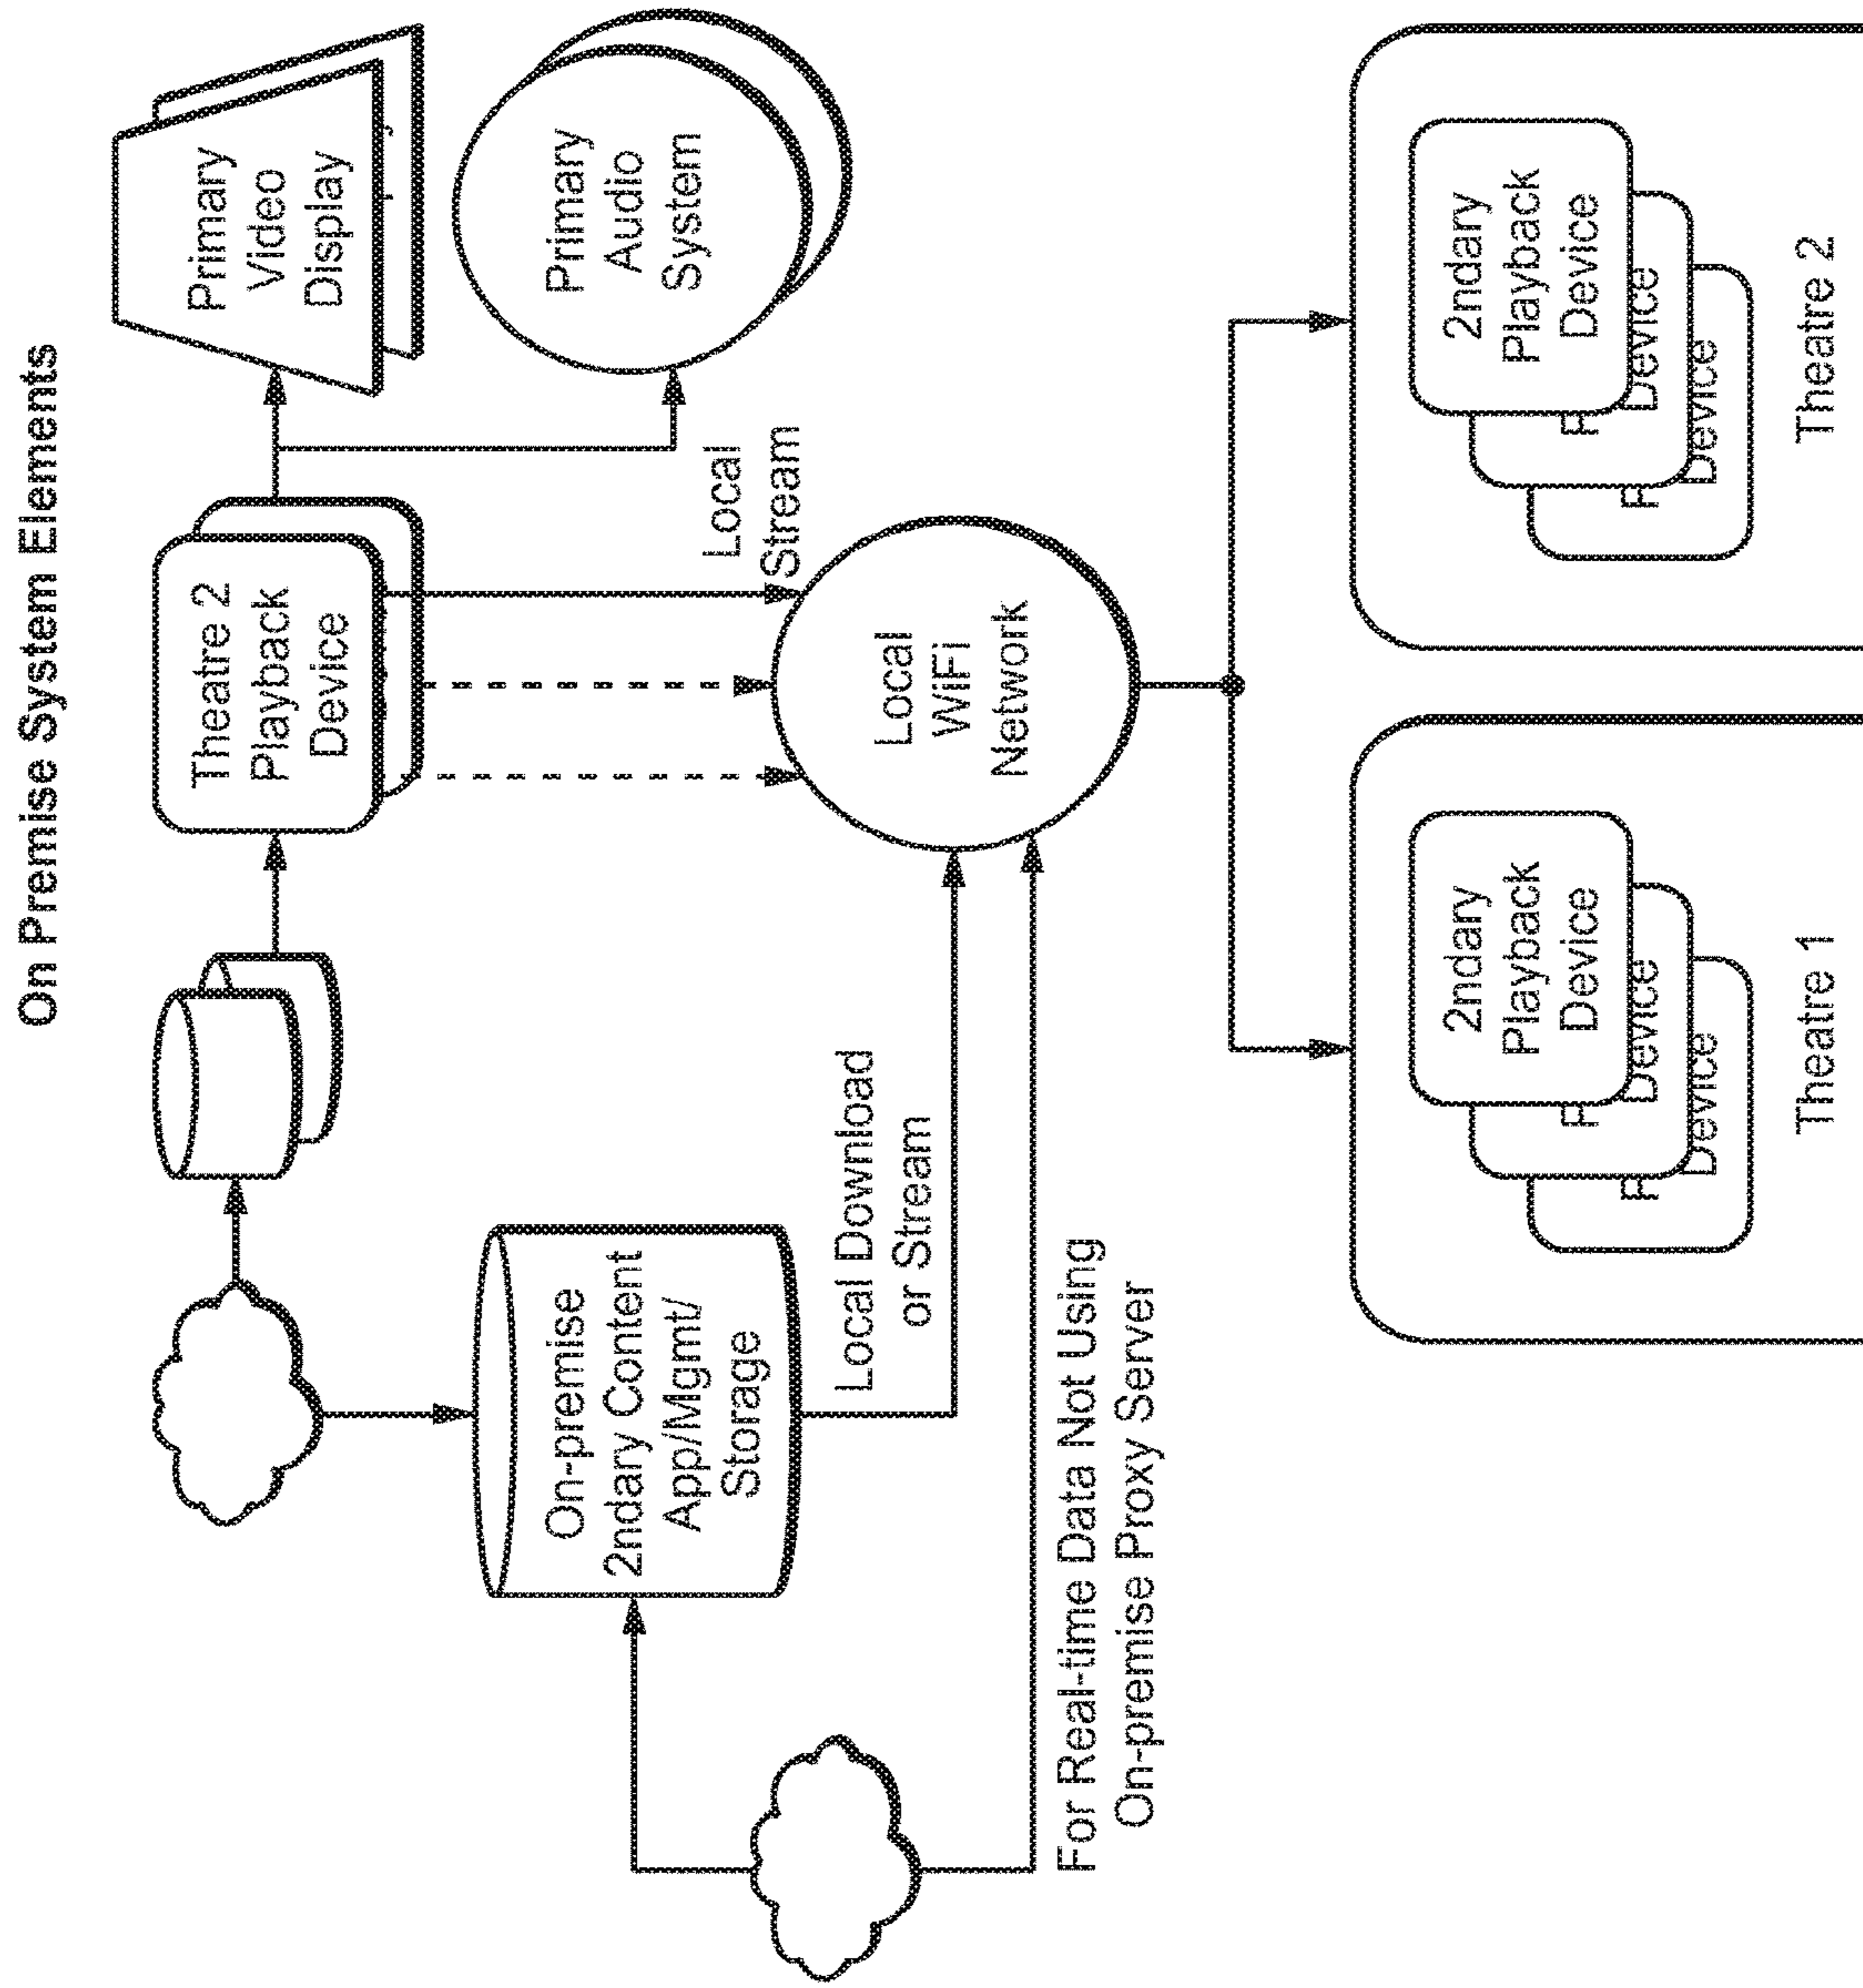 On Premise System Elements
Theatre 2
Playback
Device
Primary
Video
Display
Primary
Audio
System
On-premise
2ndary Content
App/Mgmt/
Storage
Local
Stream
Local Download
or Stream
Local
WiFi
Network
For Real-time Data Not Using
On-premise Proxy Server
2ndary
Playback
Device
Device
Device
Theatre 1
2ndary
Playback
Device
Device
Device
Theatre 2